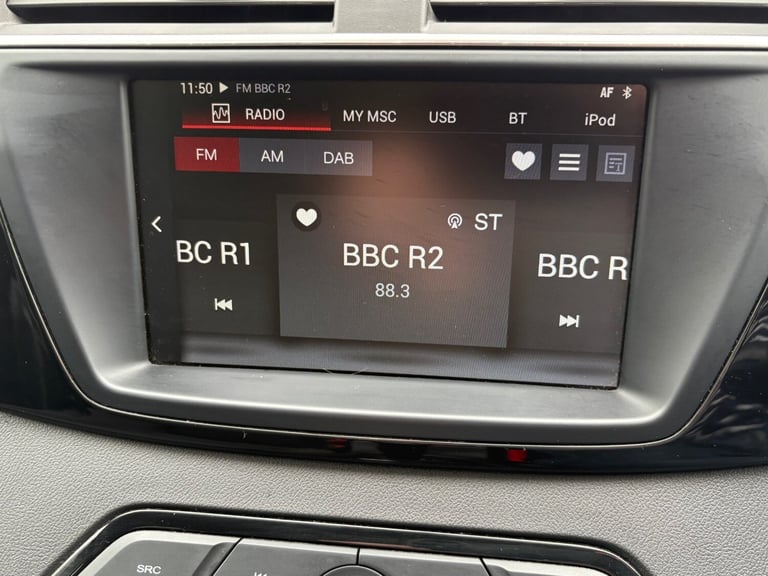 11:50 FM BBC R2 AF
RADIO MY MSC USB BT iPod
FM AM DAB
ST
BC R1 BBC R2 BBC R
88.3
SRC